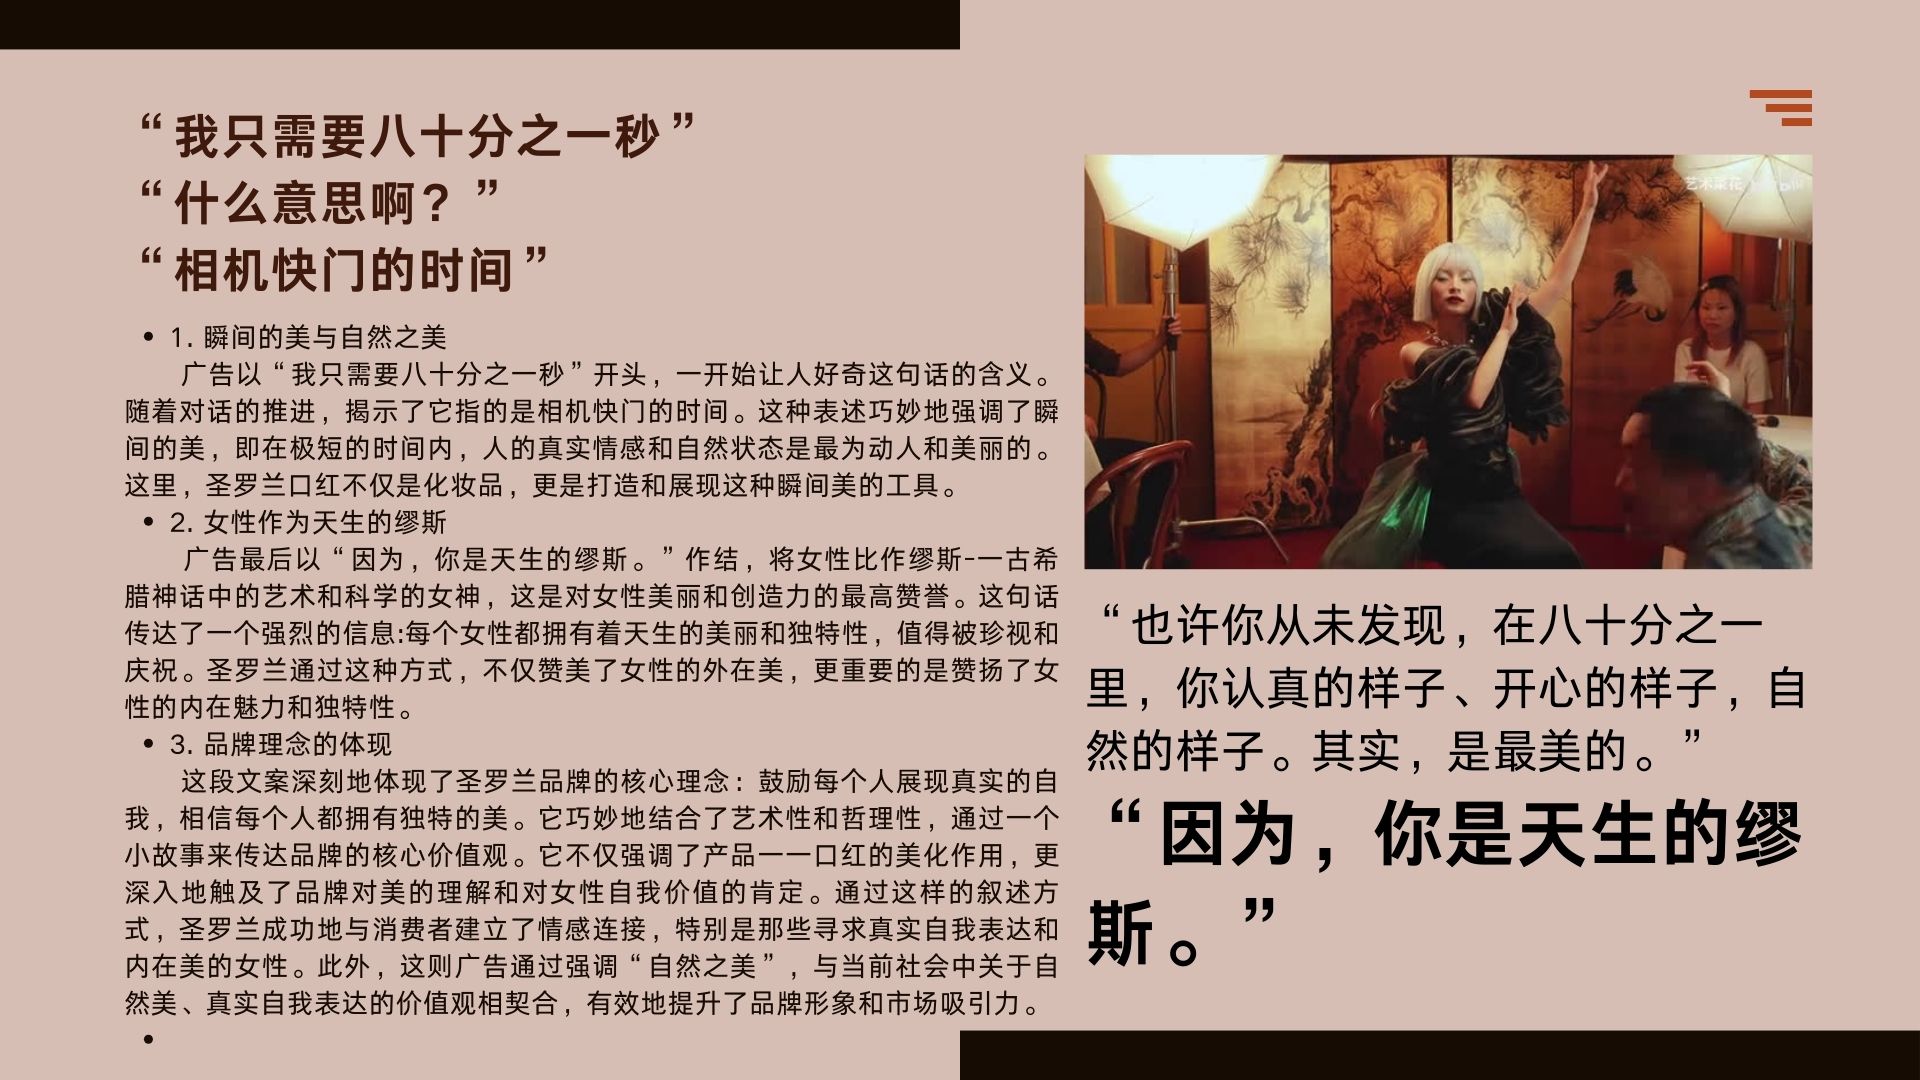 “我只需要八十分之一秒”
“什么意思啊？”
“相机快门的时间”
• 1. 瞬间的美与自然之美
广告以“我只需要八十分之一秒”开头，一开始让人好奇这句话的含义。
随着对话的推进，揭示了它指的是相机快门的时间。这种表述巧妙地强调了瞬
间的美，即在极短的时间内，人的真实情感和自然状态是最为动人和美丽的。
这里，圣罗兰口红不仅是化妆品，更是打造和展现这种瞬间美的工具。
• 2. 女性作为天生的缪斯
广告最后以“因为，你是天生的缪斯。”作结，将女性比作缪斯-一古希
腊神话中的艺术和科学的女神，这是对女性美丽和创造力的最高赞誉。这句话
传达了一个强烈的信息:每个女性都拥有着天生的美丽和独特性，值得被珍视和
庆祝。圣罗兰通过这种方式，不仅赞美了女性的外在美，更重要的是赞扬了女
性的内在魅力和独特性。
• 3. 品牌理念的体现
这段文案深刻地体现了圣罗兰品牌的核心理念：鼓励每个人展现真实的自
我，相信每个人都拥有独特的美。它巧妙地结合了艺术性和哲理性，通过一个
小故事来传达品牌的核心价值观。它不仅强调了产品一一口红的美化作用，更
深入地触及了品牌对美的理解和对女性自我价值的肯定。通过这样的叙述方
式，圣罗兰成功地与消费者建立了情感连接，特别是那些寻求真实自我表达和
内在美的女性。此外，这则广告通过强调“自然之美”，与当前社会中关于自
然美、真实自我表达的价值观相契合，有效地提升了品牌形象和市场吸引力。
•
艺术菜花
“也许你从未发现，在八十分之一
里，你认真的样子、开心的样子，自
然的样子。其实，是最美的。”
“因为，你是天生的缪
斯。”